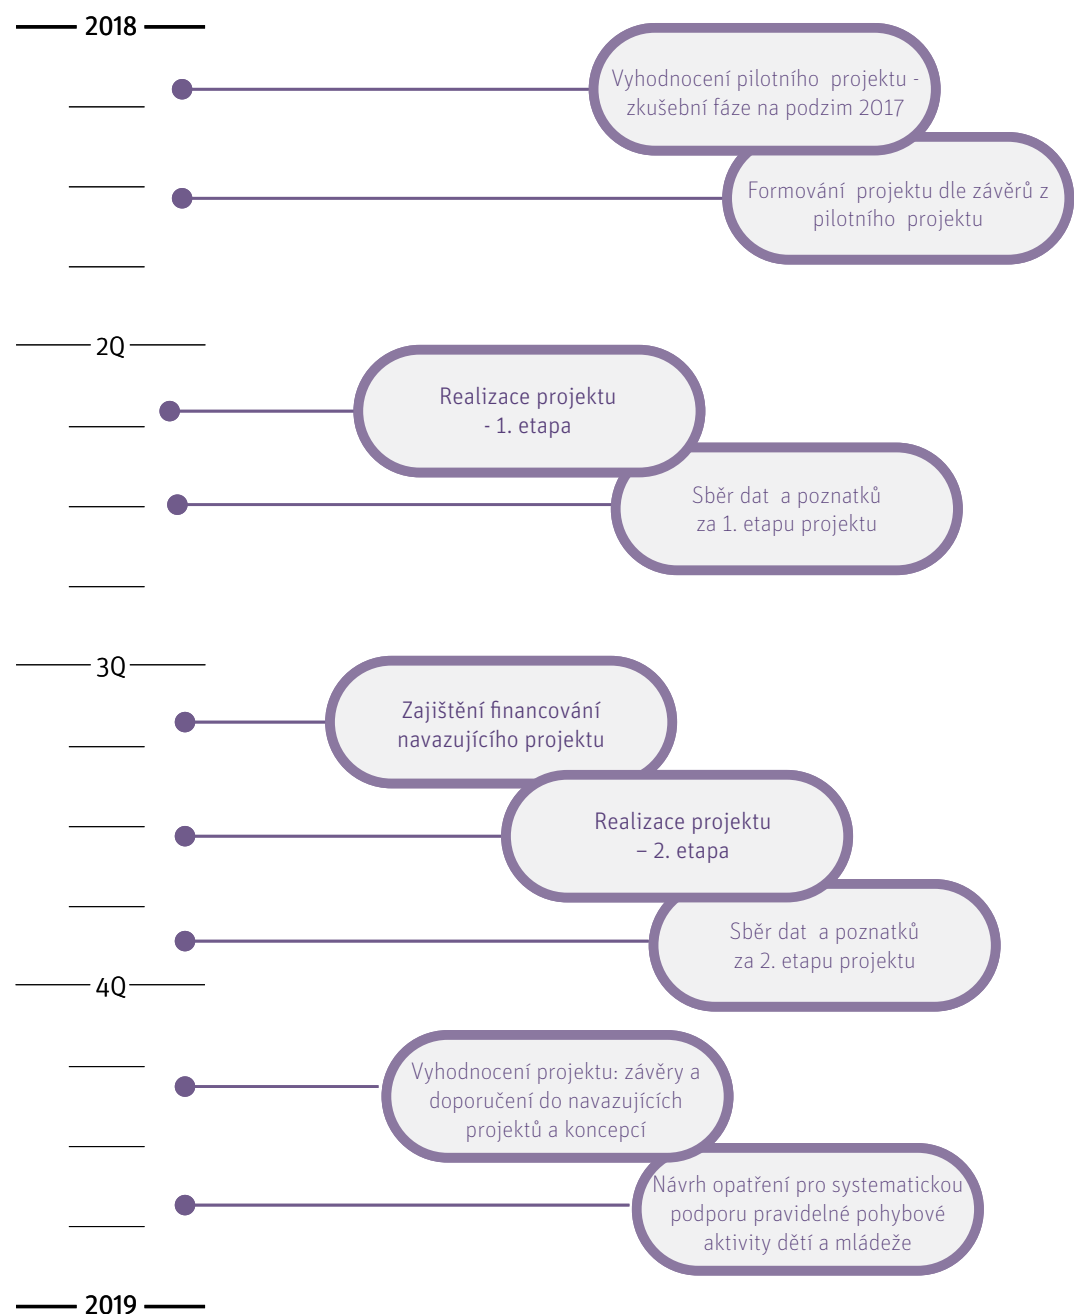 2018
Vyhodnocení pilotního projektu -
zkušební fáze na podzim 2017
Formování projektu dle závěrů z
pilotního projektu
2Q
Realizace projektu
- 1. etapa
Sběr dat a poznatků
za 1. etapu projektu
3Q
Zajištění financování
navazujícího projektu
Realizace projektu
– 2. etapa
Sběr dat a poznatků
za 2. etapu projektu
4Q
Vyhodnocení projektu: závěry a
doporučení do navazujících
projektů a koncepcí
Návrh opatření pro systematickou
podporu pravidelné pohybové
aktivity dětí a mládeže
2019